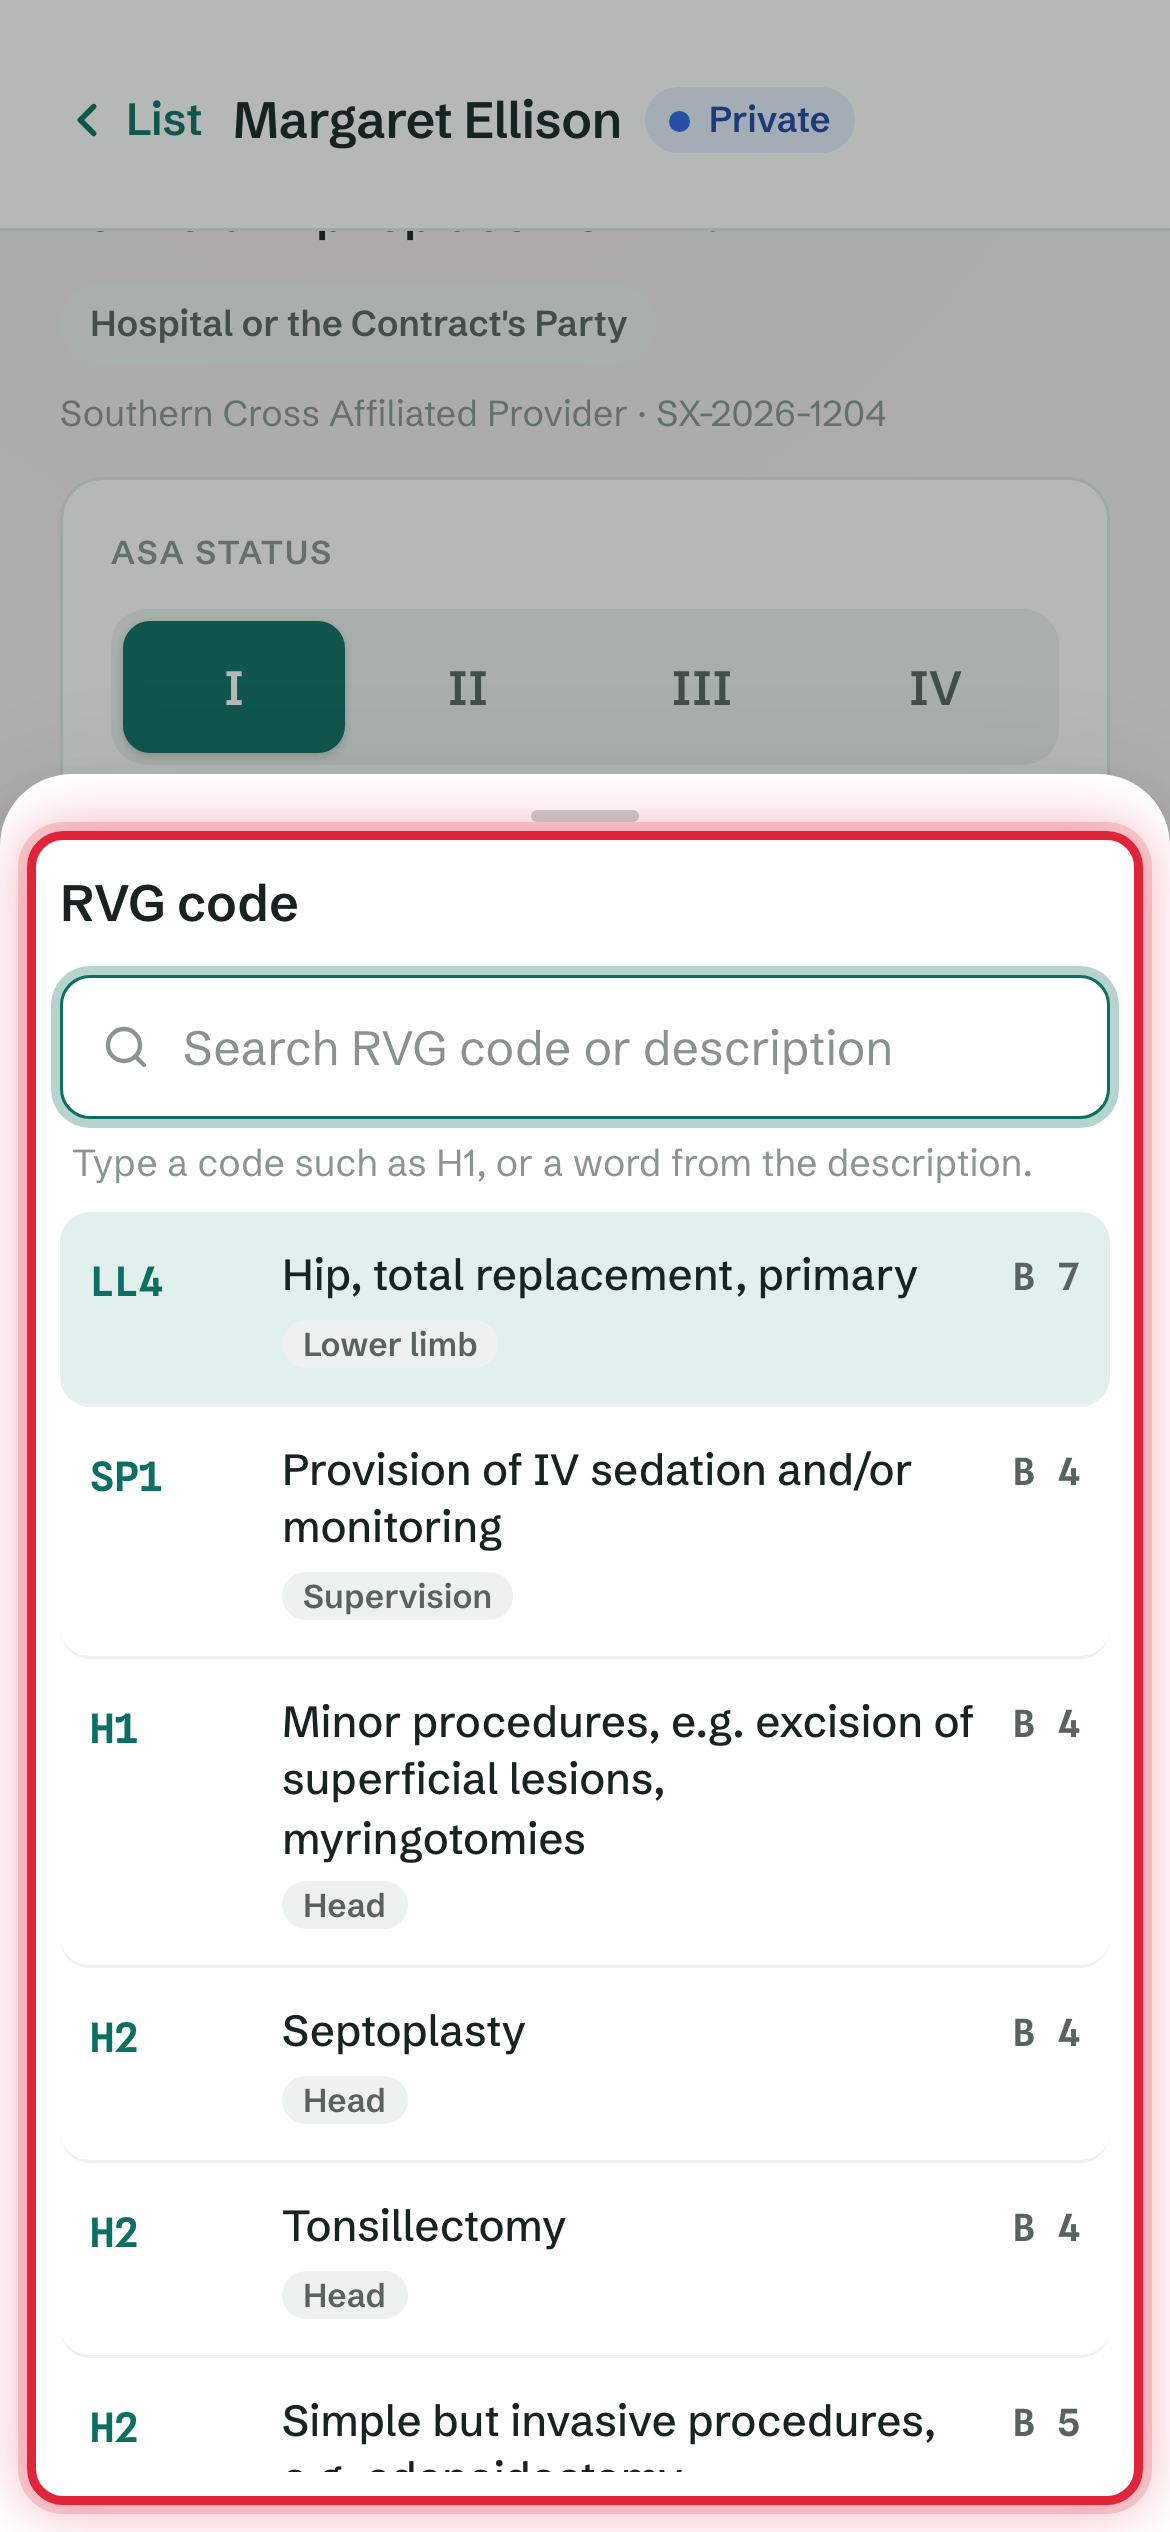 List Margaret Ellison Private
Hospital or the Contract's Party
Southern Cross Affiliated Provider · SX-2026-1204
ASA STATUS
I II III IV
RVG code
Search RVG code or description
Type a code such as H1, or a word from the description.
LL4 Hip, total replacement, primary B 7
Lower limb
SP1 Provision of IV sedation and/or B 4
monitoring
Supervision
H1 Minor procedures, e.g. excision of B 4
superficial lesions,
myringotomies
Head
H2 Septoplasty B 4
Head
H2 Tonsillectomy B 4
Head
H2 Simple but invasive procedures, B 5
e.g. adenoidectomy